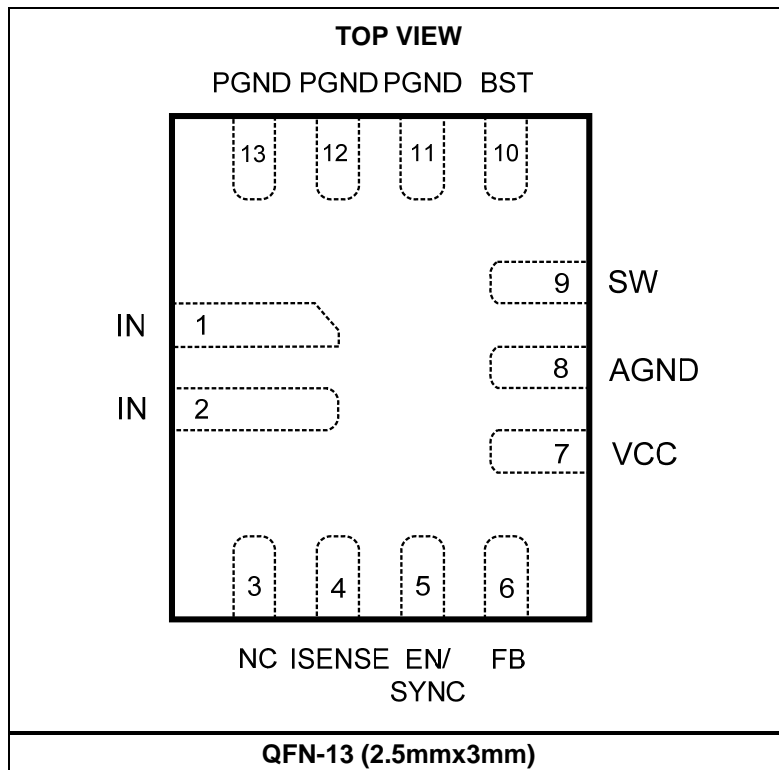 TOP VIEW
PGND PGND PGND BST
13 12 11 10
9 SW
IN 1
8 AGND
IN 2
7 VCC
3 4 5 6
NC ISENSE EN/ FB
SYNC
QFN-13 (2.5mmx3mm)